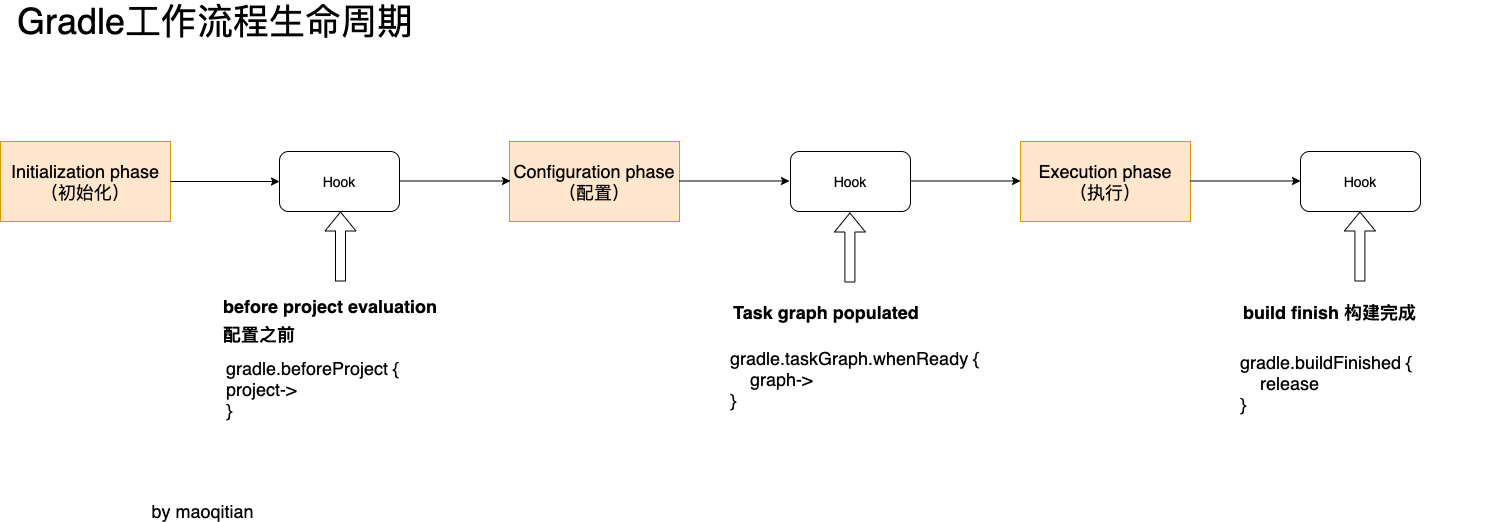 Gradle工作流程生命周期
Initialization phase
（初始化）
Hook
Configuration phase
（配置）
Hook
Execution phase
（执行）
Hook
before project evaluation
配置之前
gradle.beforeProject {
project->
}
Task graph populated
gradle.taskGraph.whenReady {
graph->
}
build finish 构建完成
gradle.buildFinished {
release
}
by maoqitian